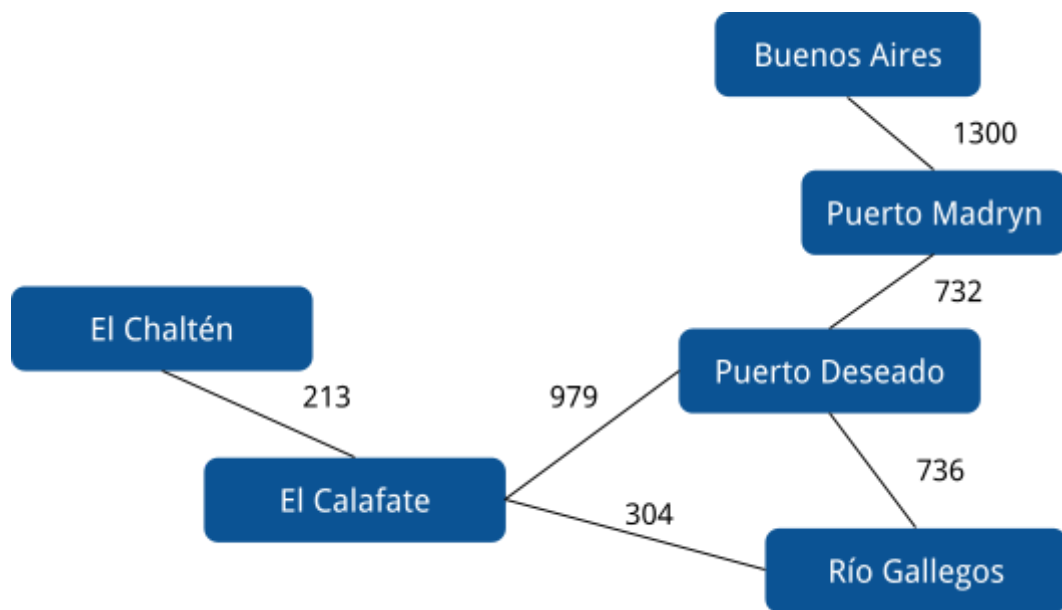 Buenos Aires
1300
Puerto Madryn
732
El Chaltén
Puerto Deseado
213
979
736
El Calafate
304
Río Gallegos